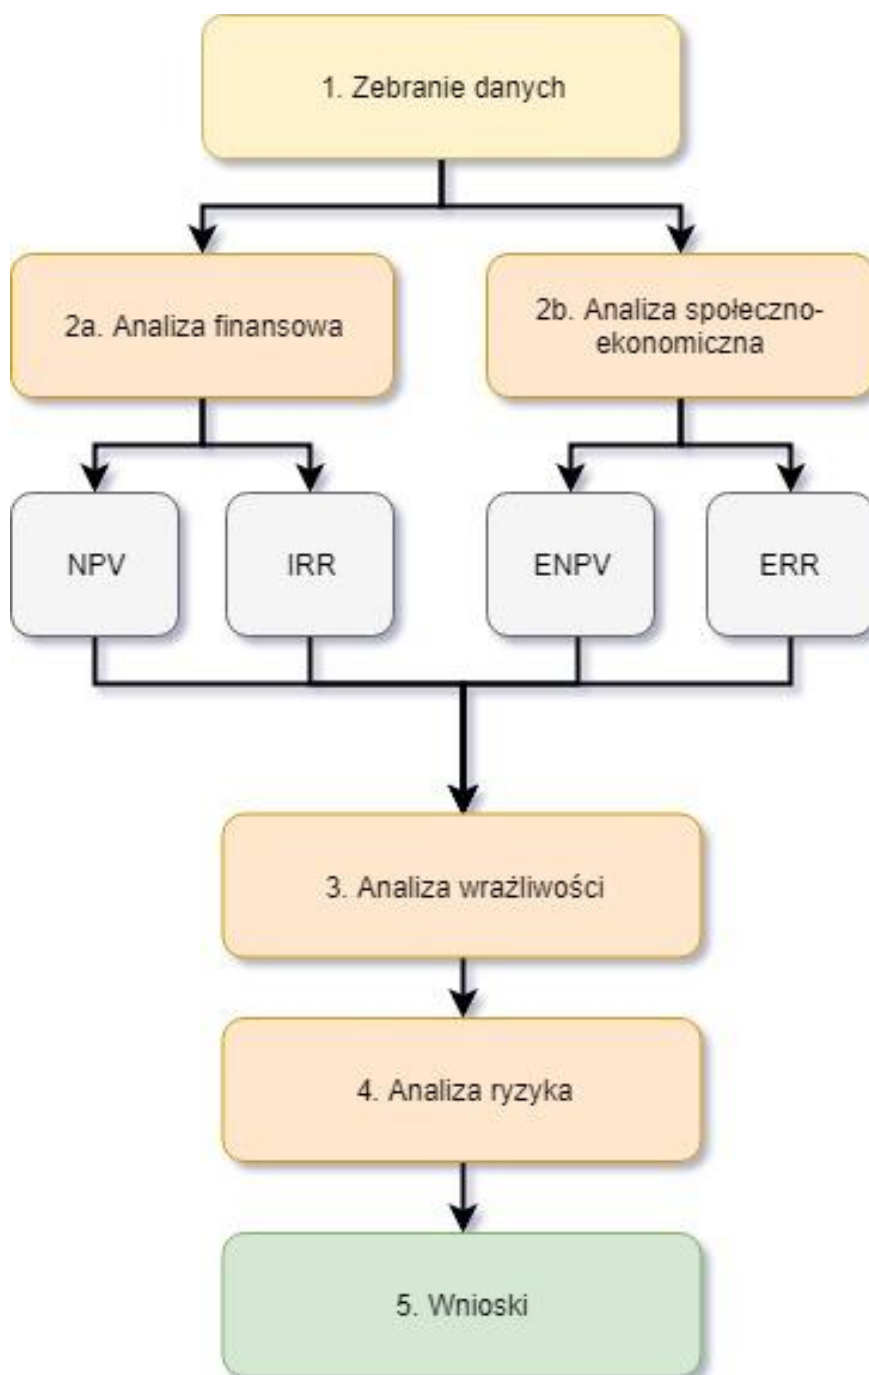 1. Zebranie danych
2a. Analiza finansowa
2b. Analiza społeczno-
ekonomiczna
NPV
IRR
ENPV
ERR
3. Analiza wrażliwości
4. Analiza ryzyka
5. Wnioski